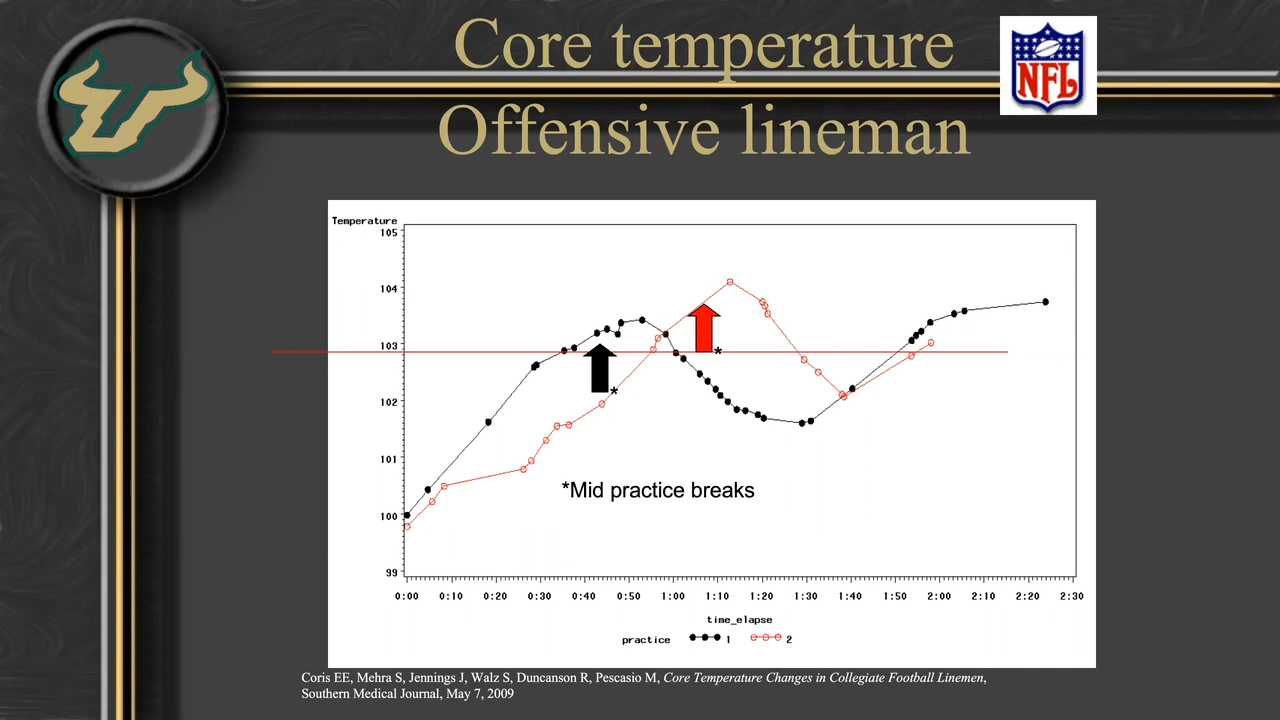 Core temperature
Offensive lineman
NFL
Temperature
105
104
103
102
101
100
99
*
*
*Mid practice breaks
0:00 0:10 0:20 0:30 0:40 0:50 1:00 1:10 1:20 1:30 1:40 1:50 2:00 2:10 2:20 2:30
time_elapse
practice 1 2
Coris EE, Mehra S, Jennings J, Walz S, Duncanson R, Pescasio M, Core Temperature Changes in Collegiate Football Linemen,
Southern Medical Journal, May 7, 2009